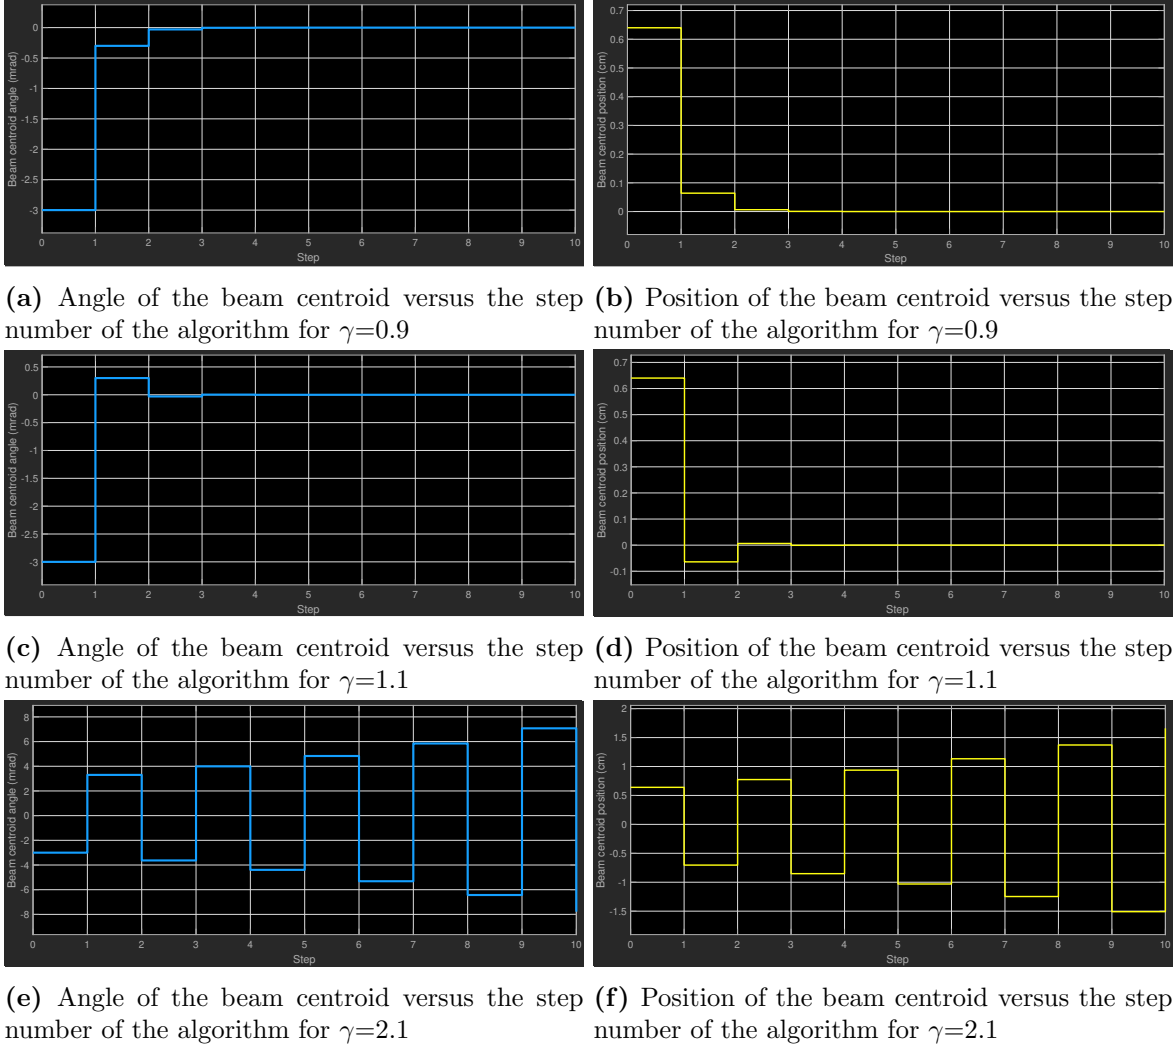 Beam centroid angle (mrad)
0
-0.5
-1
-1.5
-2
-2.5
-3
0 1 2 3 4 5 6 7 8 9 10
Step
Beam centroid position (cm)
0.7
0.6
0.5
0.4
0.3
0.2
0.1
0
0 1 2 3 4 5 6 7 8 9 10
Step
(a) Angle of the beam centroid versus the step
number of the algorithm for γ=0.9
(b) Position of the beam centroid versus the step
number of the algorithm for γ=0.9
Beam centroid angle (mrad)
0.5
0
-0.5
-1
-1.5
-2
-2.5
-3
0 1 2 3 4 5 6 7 8 9 10
Step
Beam centroid position (cm)
0.7
0.6
0.5
0.4
0.3
0.2
0.1
0
-0.1
0 1 2 3 4 5 6 7 8 9 10
Step
(c) Angle of the beam centroid versus the step
number of the algorithm for γ=1.1
(d) Position of the beam centroid versus the step
number of the algorithm for γ=1.1
Beam centroid angle (mrad)
8
6
4
2
0
-2
-4
-6
-8
0 1 2 3 4 5 6 7 8 9 10
Step
Beam centroid position (cm)
2
1.5
1
0.5
0
-0.5
-1
-1.5
0 1 2 3 4 5 6 7 8 9 10
Step
(e) Angle of the beam centroid versus the step
number of the algorithm for γ=2.1
(f) Position of the beam centroid versus the step
number of the algorithm for γ=2.1